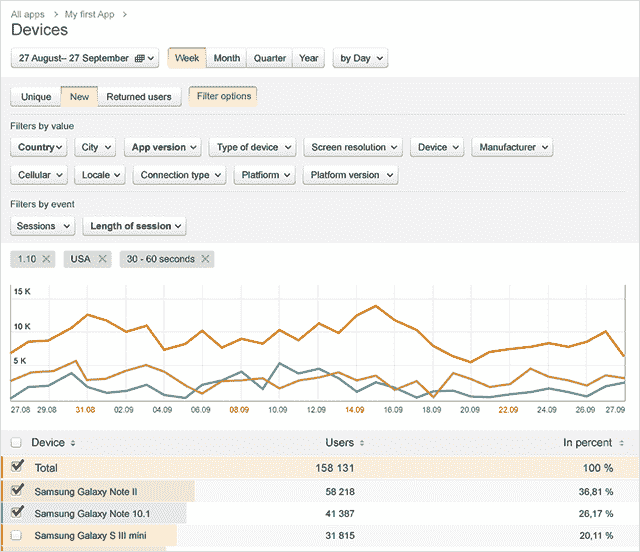 All apps > My first App >
Devices
27 August– 27 September Week Month Quarter Year by Day
Unique New Returned users Filter options
Filters by value
Country City App version Type of device Screen resolution Device Manufacturer
Cellular Locale Connection type Platfiorm Platform version
Filters by event
Sessions Length of session
1.10 USA 30 - 60 seconds
15 K
10 K
5 K
27.08 29.08 31.08 02.09 04.09 06.09 08.09 10.09 12.09 14.09 16.09 18.09 20.09 22.09 24.09 26.09 27.09
Device Users In percent
Total 158 131 100 %
Samsung Galaxy Note II 58 218 36,81 %
Samsung Galaxy Note 10.1 41 387 26,17 %
Samsung Galaxy S III mini 31 815 20,11 %